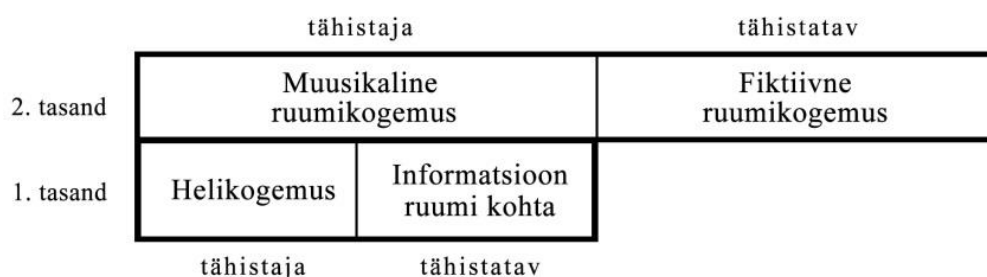 tähistaja tähistatav
2. tasand Muusikaline ruumikogemus Fiktiivne ruumikogemus
1. tasand Helikogemus Informatsioon ruumi kohta
tähistaja tähistatav